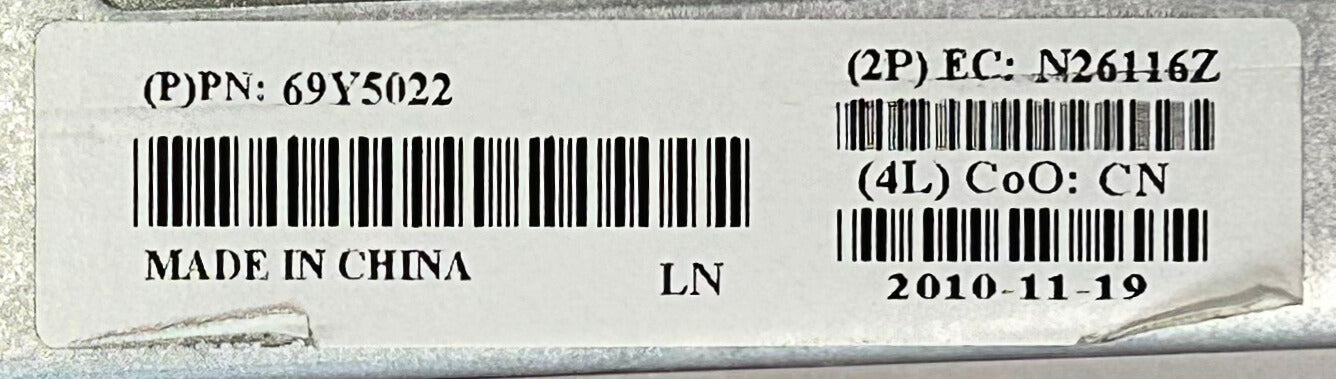 (P)PN: 69Y5022
MADE IN CHINA
LN
(2P) EC: N26116Z
(4L) CoO: CN
2010-11-19